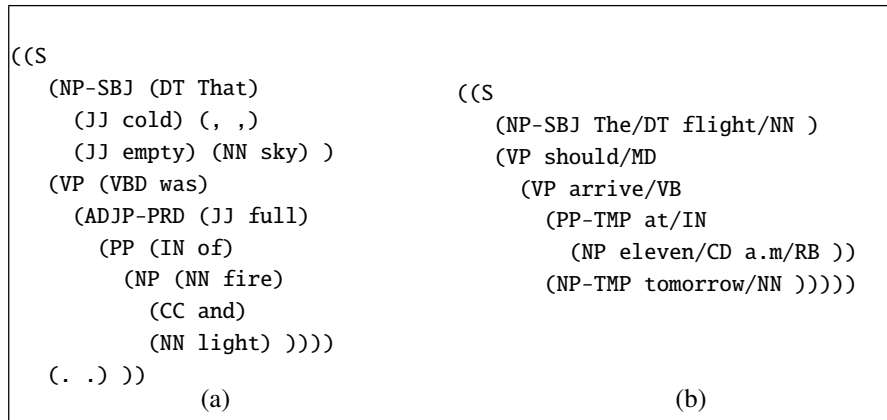 ((S
(NP-SBJ (DT That)
(JJ cold) (, ,)
(JJ empty) (NN sky) )
(VP (VBD was)
(ADJP-PRD (JJ full)
(PP (IN of)
(NP (NN fire)
(CC and)
(NN light) ))))
(. .) ))
(a)
((S
(NP-SBJ The/DT flight/NN )
(VP should/MD
(VP arrive/VB
(PP-TMP at/IN
(NP eleven/CD a.m/RB ))
(NP-TMP tomorrow/NN )))))
(b)